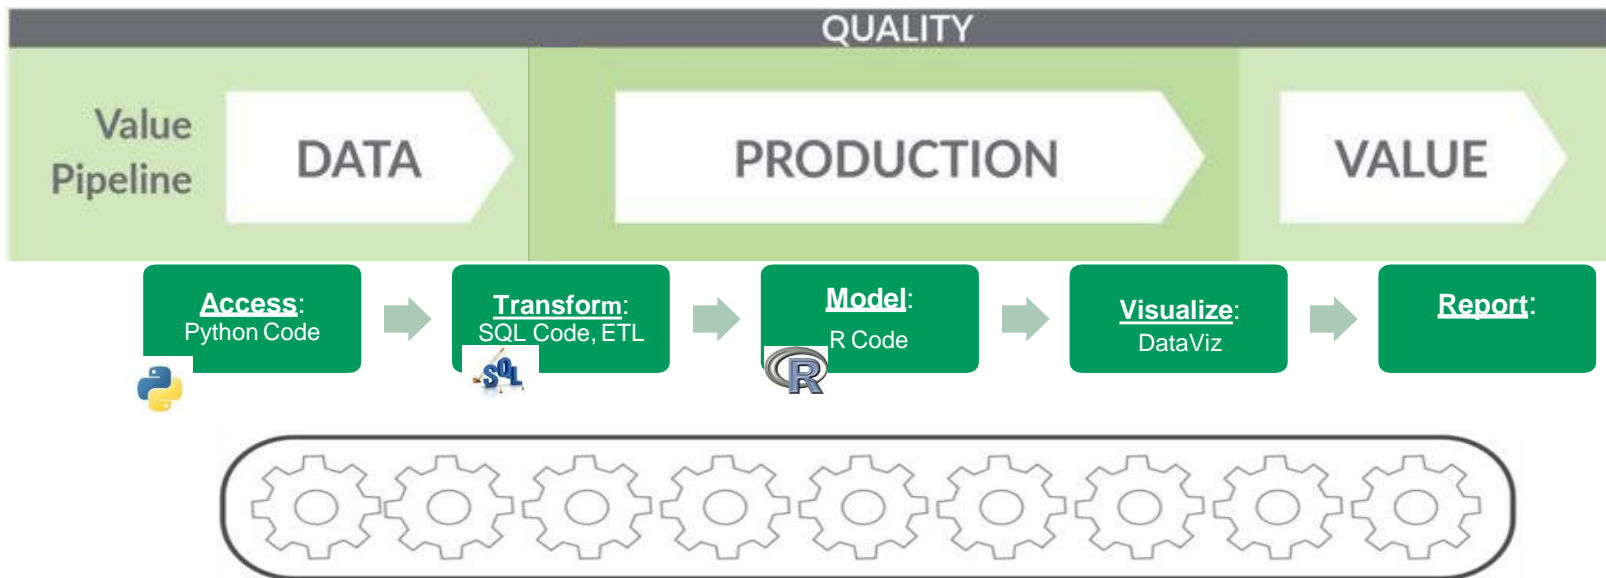 QUALITY
Value
Pipeline
DATA
PRODUCTION
VALUE
Access:
Python Code
Transform:
SQL Code, ETL
SQL
Model:
R Code
R
Visualize:
DataViz
Report: